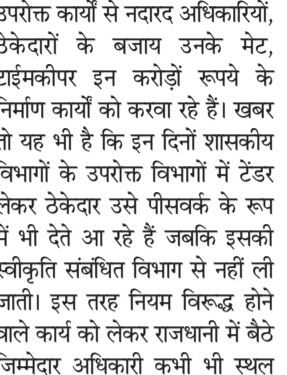 उपरोक्त कार्यों से नदारद अधिकारियों,
ठेकेदारों के बजाय उनके मेट,
टाईमकीपर इन करोड़ों रूपये के
निर्माण कार्यों को करवा रहे हैं। खबर
तो यह भी है कि इन दिनों शासकीय
विभागों के उपरोक्त विभागों में टेंडर
लेकर ठेकेदार उसे पीसवर्क के रूप
में भी देते आ रहे हैं जबकि इसकी
स्वीकृति संबंधित विभाग से नहीं ली
जाती। इस तरह नियम विरूद्ध होने
वाले कार्य को लेकर राजधानी में बैठे
जिम्मेदार अधिकारी कभी भी स्थल